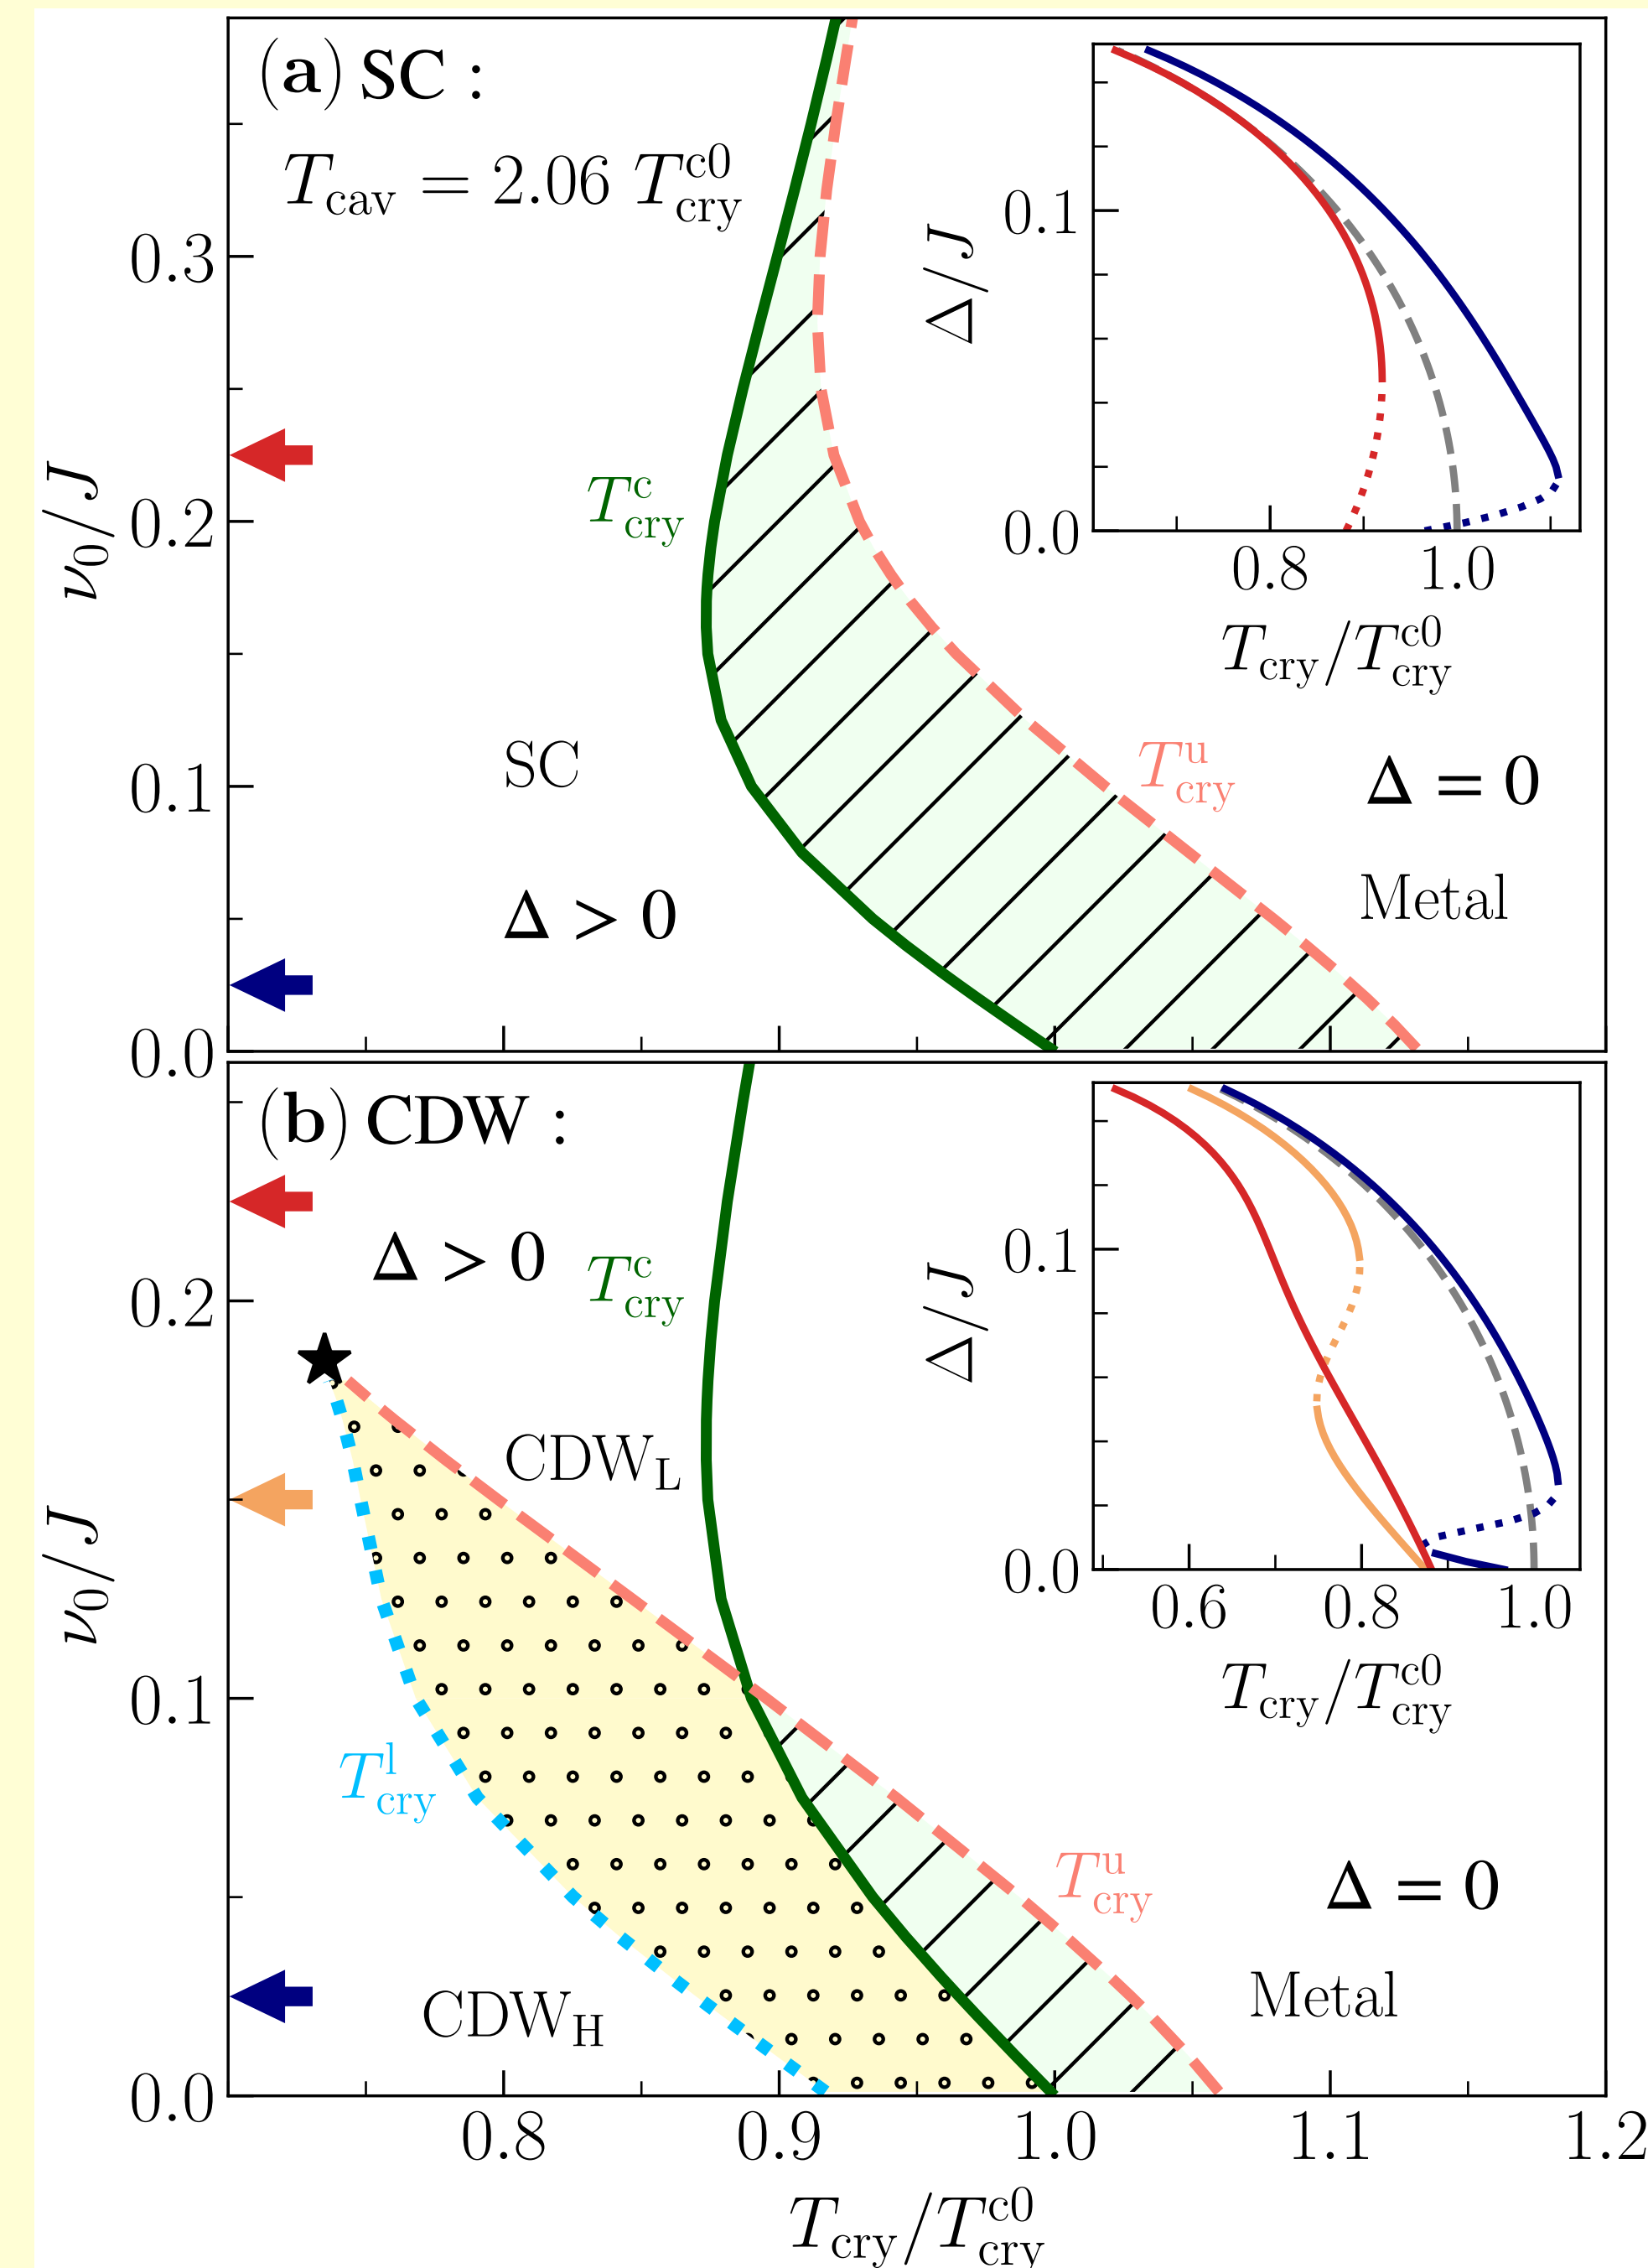 (a) SC :
T_cav = 2.06 T_cry^c0
ν₀/J
0.3
0.2
0.1
0.0
T_cry^c
T_cry^u
SC
Δ > 0
Δ = 0
Metal
Δ/J
0.1
0.0
0.8 1.0
T_cry/T_cry^c0
(b) CDW :
ν₀/J
0.2
0.1
0.0
Δ > 0
T_cry^c
CDW_L
T_cry^l
T_cry^u
Δ = 0
CDW_H
Metal
Δ/J
0.1
0.0
0.6 0.8 1.0
T_cry/T_cry^c0
0.8 0.9 1.0 1.1 1.2
T_cry/T_cry^c0